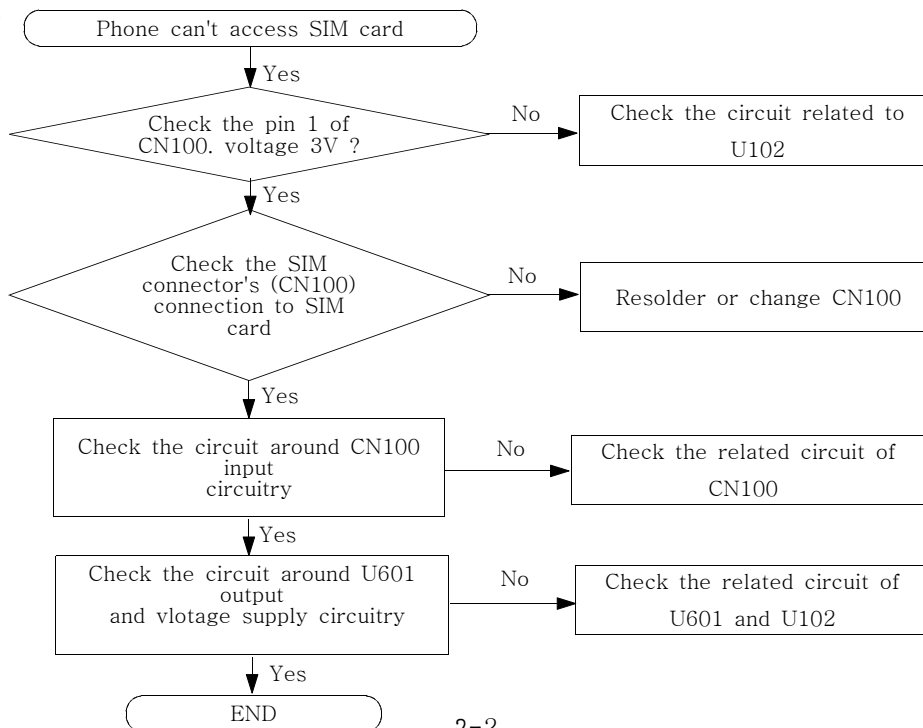 Phone can't access SIM card
Yes
Check the pin 1 of
CN100. voltage 3V ?
No
Check the circuit related to
U102
Yes
Check the SIM
connector's (CN100)
connection to SIM
card
No
Resolder or change CN100
Yes
Check the circuit around CN100
input
circuitry
No
Check the related circuit of
CN100
Yes
Check the circuit around U601
output
and vlotage supply circuitry
No
Check the related circuit of
U601 and U102
Yes
END
2-2